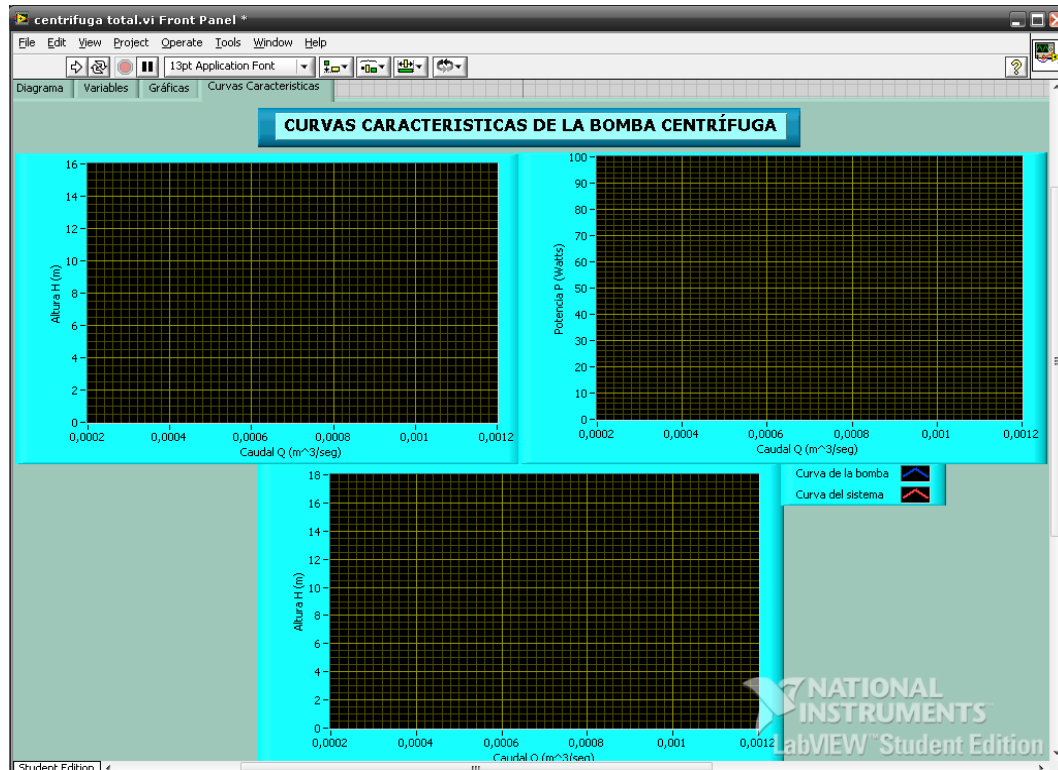 centrifuga total.vi Front Panel *
File Edit View Project Operate Tools Window Help
13pt Application Font
?
Diagrama Variables Gráficas Curvas Caracteristicas
CURVAS CARACTERISTICAS DE LA BOMBA CENTRÍFUGA
Altura H (m)
16
14
12
10
8
6
4
2
0
0,0002 0,0004 0,0006 0,0008 0,001 0,0012
Caudal Q (m^3/seg)
Potencia P (Watts)
100
90
80
70
60
50
40
30
20
10
0
0,0002 0,0004 0,0006 0,0008 0,001 0,0012
Caudal Q (m^3/seg)
Curva de la bomba
Curva del sistema
Altura H (m)
18
16
14
12
10
8
6
4
2
0
0,0002 0,0004 0,0006 0,0008 0,001 0,0012
Caudal Q (m^3/seg)
NATIONAL
INSTRUMENTS
LabVIEW™ Student Edition
Student Edition